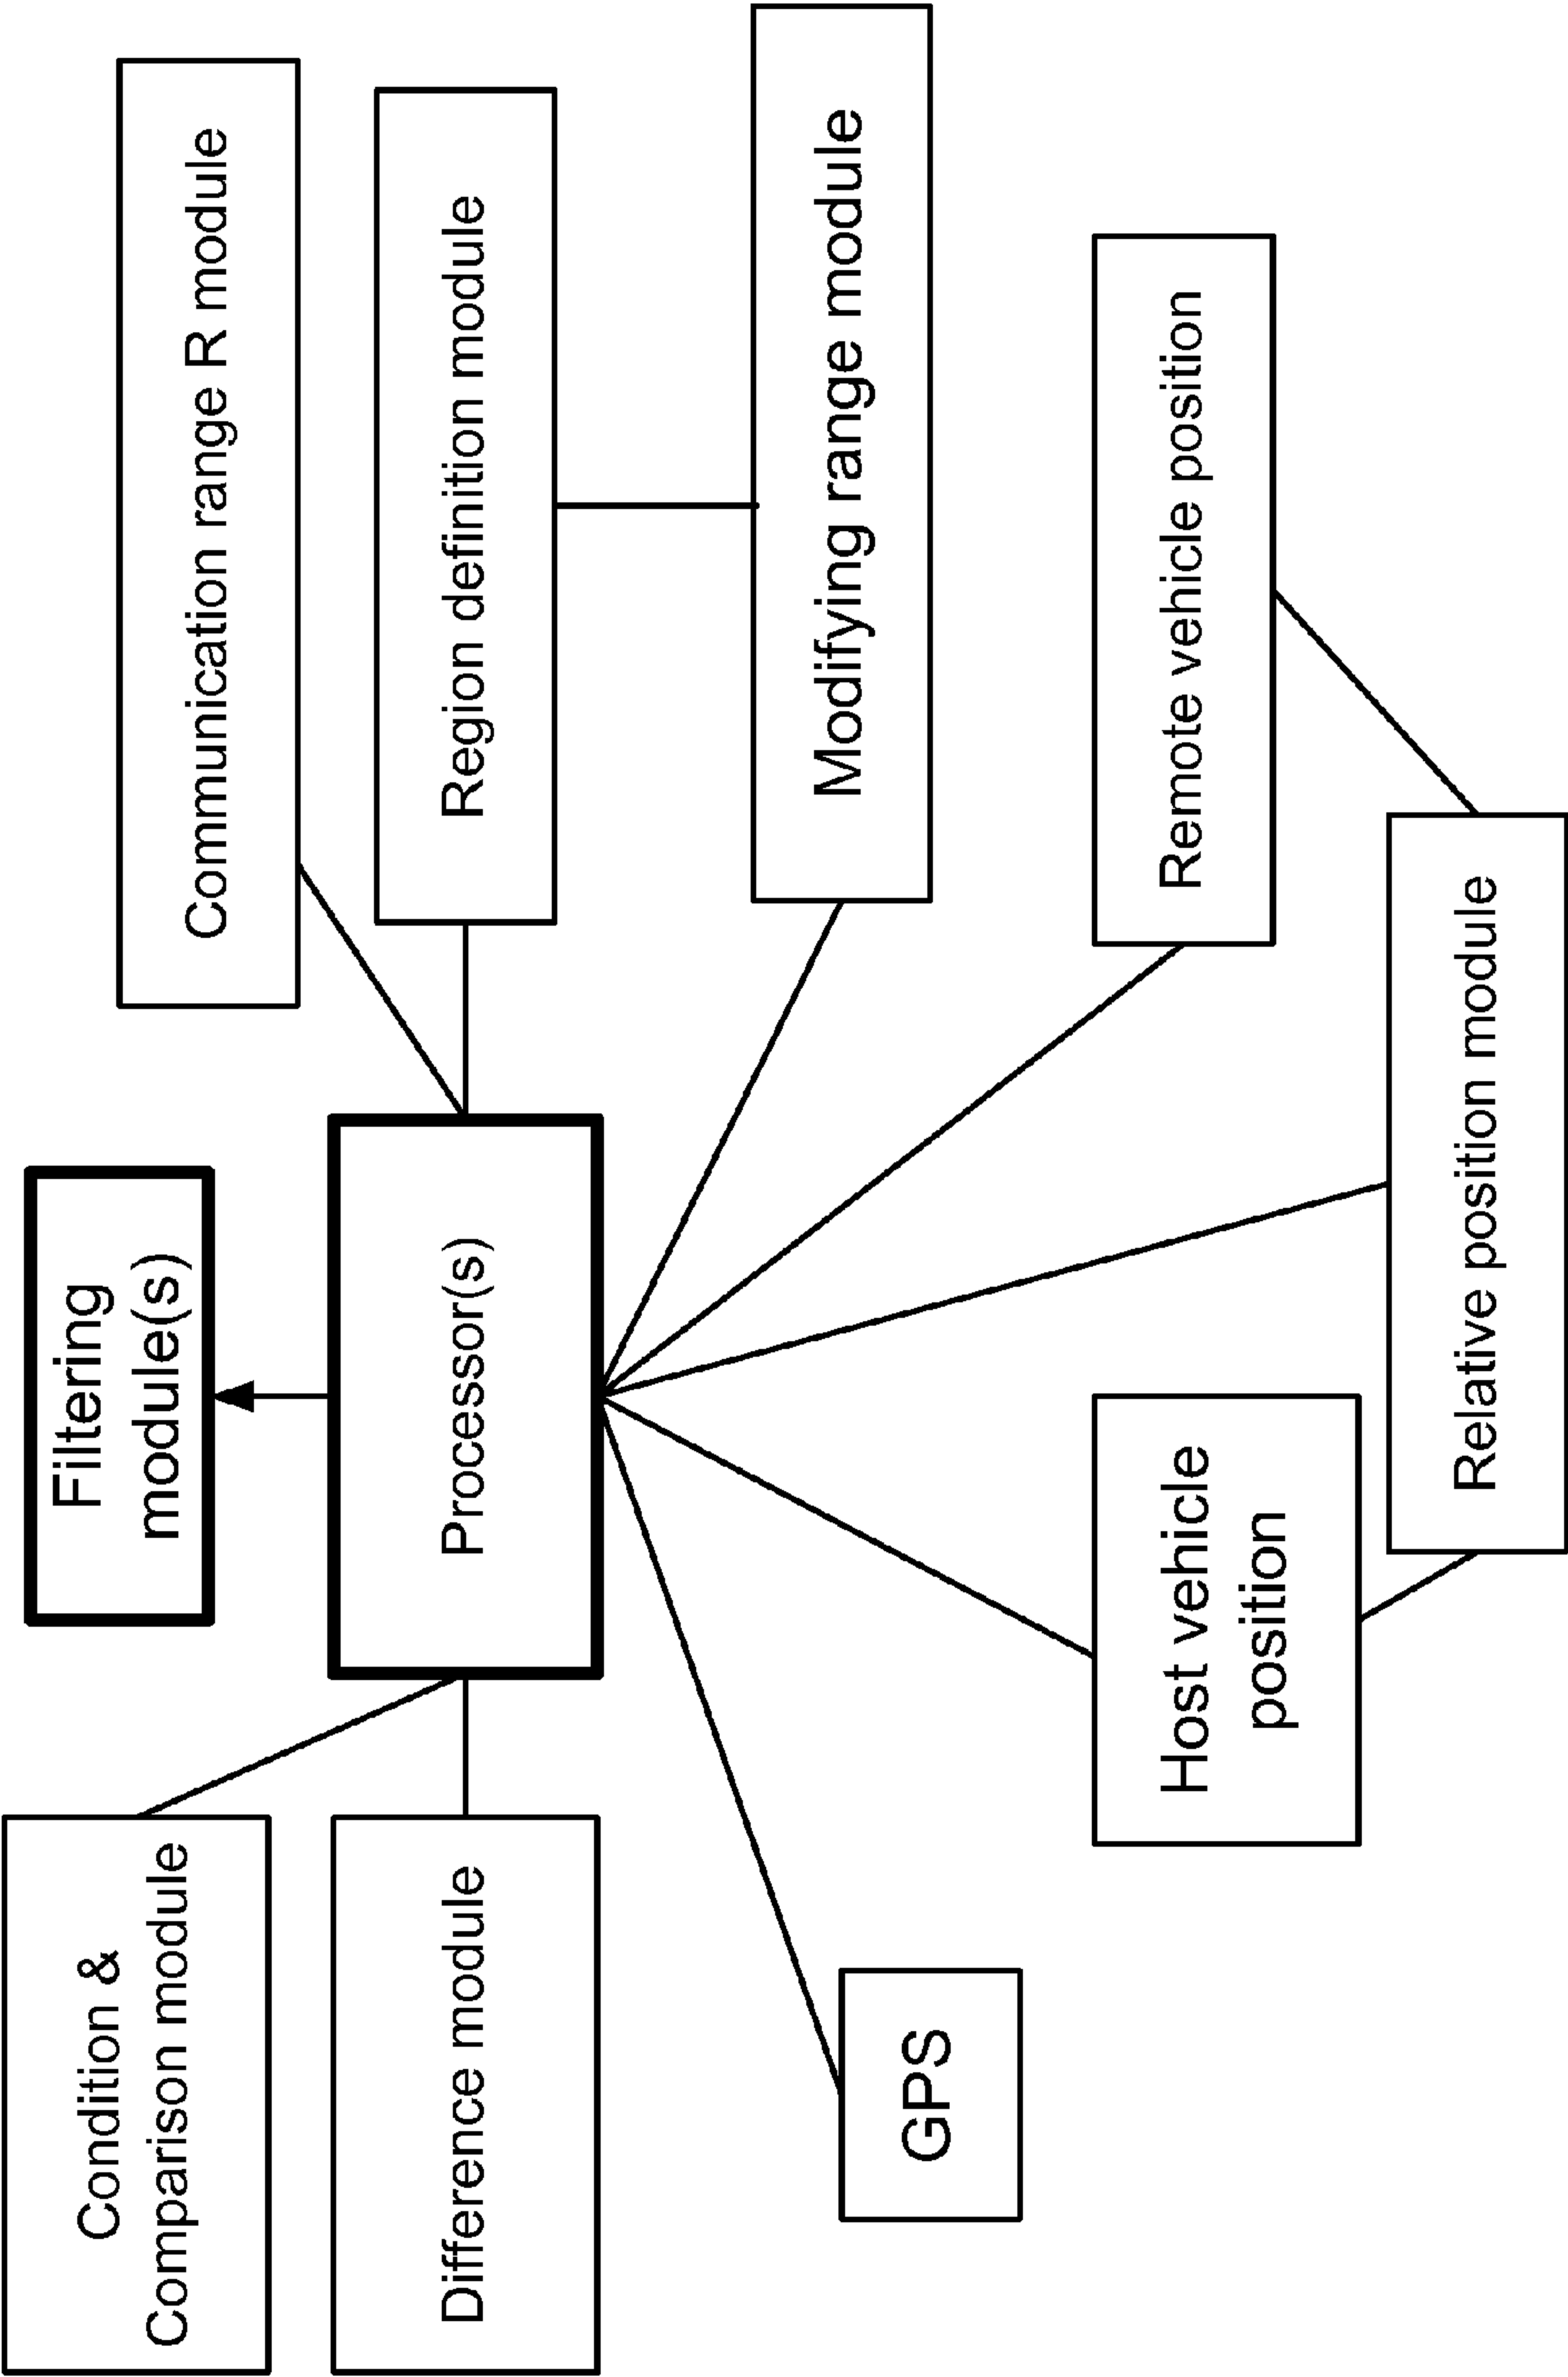 Condition &
Comparison module
Filtering
module(s)
Communication range R module
Difference module
Processor(s)
Region definition module
GPS
Modifying range module
Host vehicle
position
Remote vehicle position
Relative position module